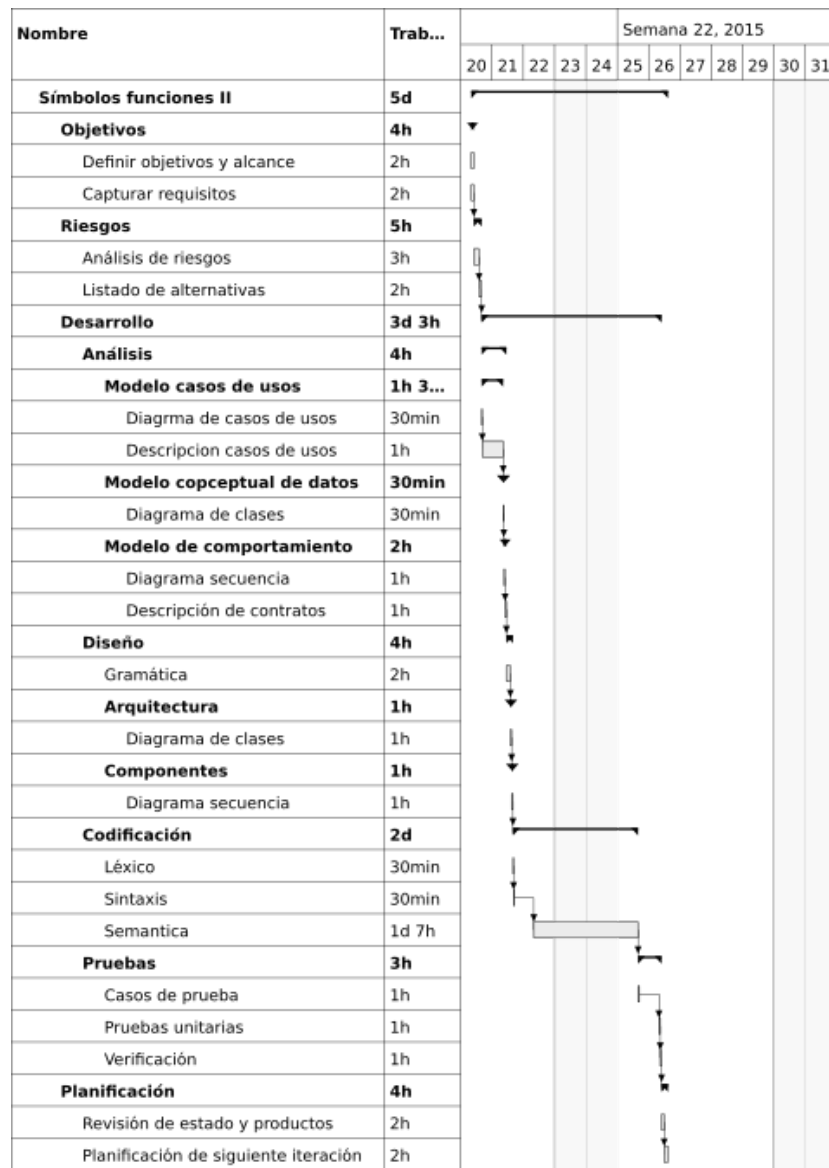 Nombre Trab... Semana 22, 2015
20 21 22 23 24 25 26 27 28 29 30 31
Símbolos funciones II 5d
Objetivos 4h
Definir objetivos y alcance 2h
Capturar requisitos 2h
Riesgos 5h
Análisis de riesgos 3h
Listado de alternativas 2h
Desarrollo 3d 3h
Análisis 4h
Modelo casos de usos 1h 3...
Diagrma de casos de usos 30min
Descripcion casos de usos 1h
Modelo copceptual de datos 30min
Diagrama de clases 30min
Modelo de comportamiento 2h
Diagrama secuencia 1h
Descripción de contratos 1h
Diseño 4h
Gramática 2h
Arquitectura 1h
Diagrama de clases 1h
Componentes 1h
Diagrama secuencia 1h
Codificación 2d
Léxico 30min
Sintaxis 30min
Semantica 1d 7h
Pruebas 3h
Casos de prueba 1h
Pruebas unitarias 1h
Verificación 1h
Planificación 4h
Revisión de estado y productos 2h
Planificación de siguiente iteración 2h